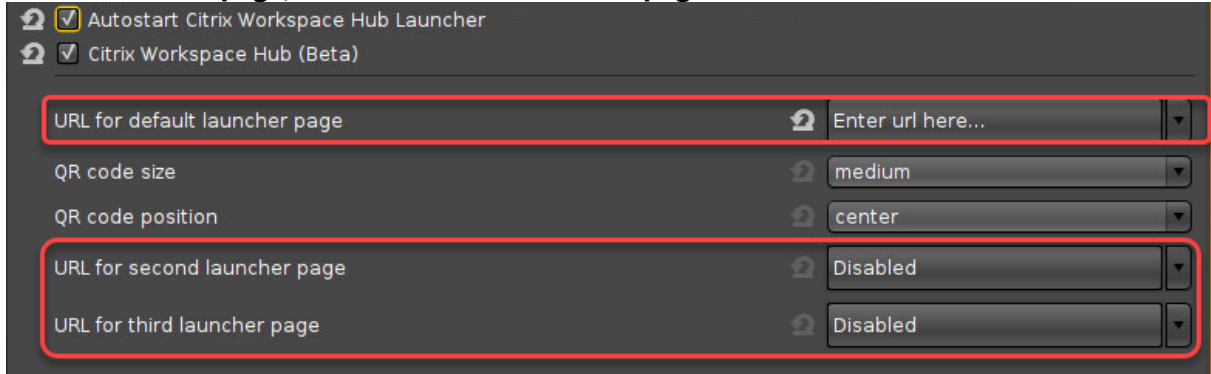 Autostart Citrix Workspace Hub Launcher
Citrix Workspace Hub (Beta)
URL for default launcher page Enter url here...
QR code size medium
QR code position center
URL for second launcher page Disabled
URL for third launcher page Disabled